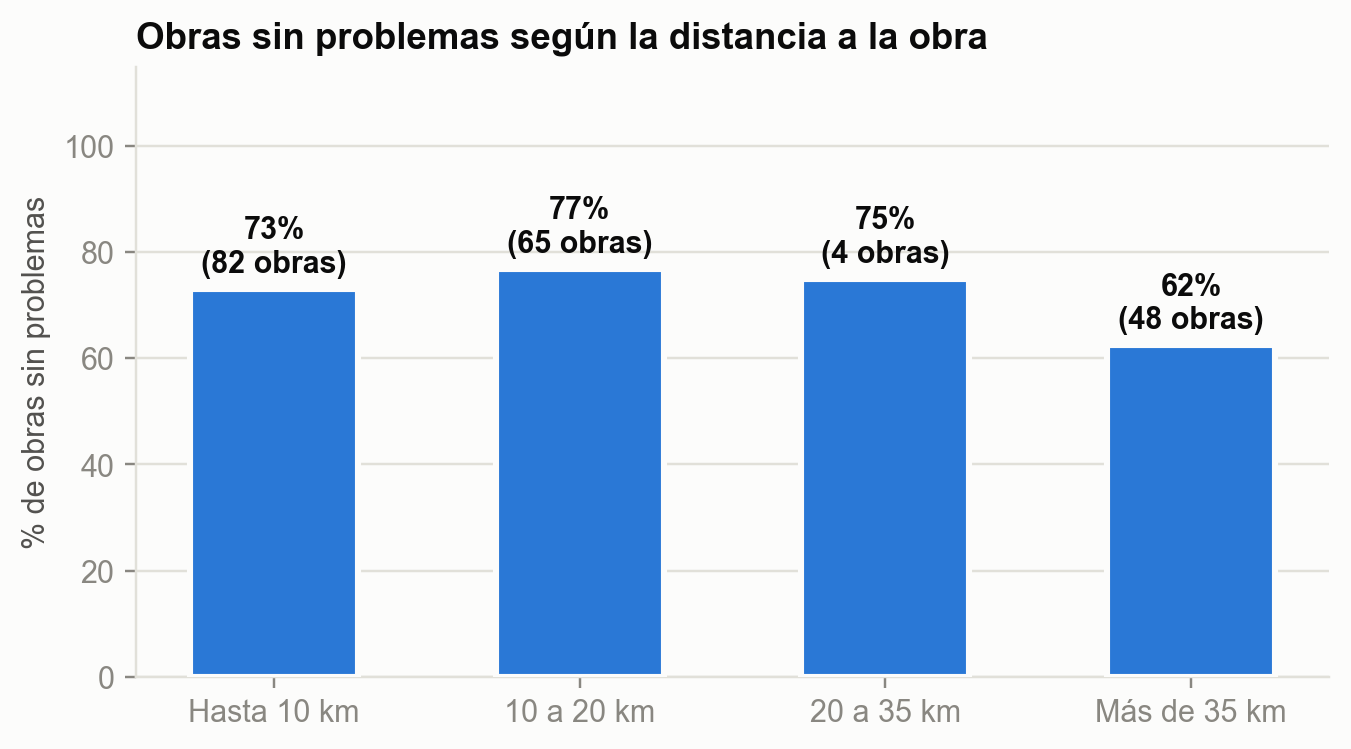 Obras sin problemas según la distancia a la obra
% de obras sin problemas
100
80
60
40
20
0
73%
(82 obras)
77%
(65 obras)
75%
(4 obras)
62%
(48 obras)
Hasta 10 km
10 a 20 km
20 a 35 km
Más de 35 km